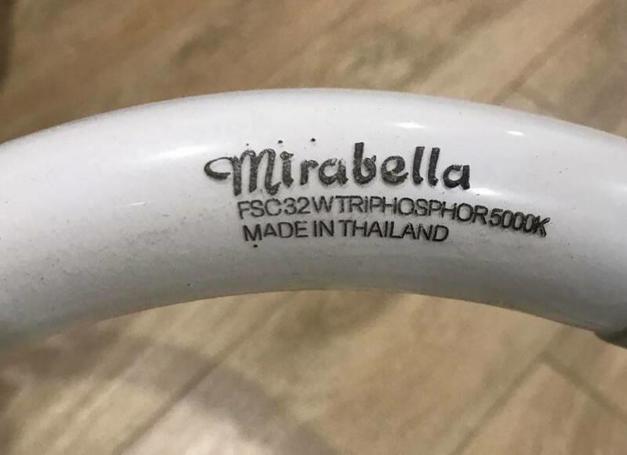 Mirabella
FSC32WTRIPHOSPHOR5000K
MADE IN THAILAND